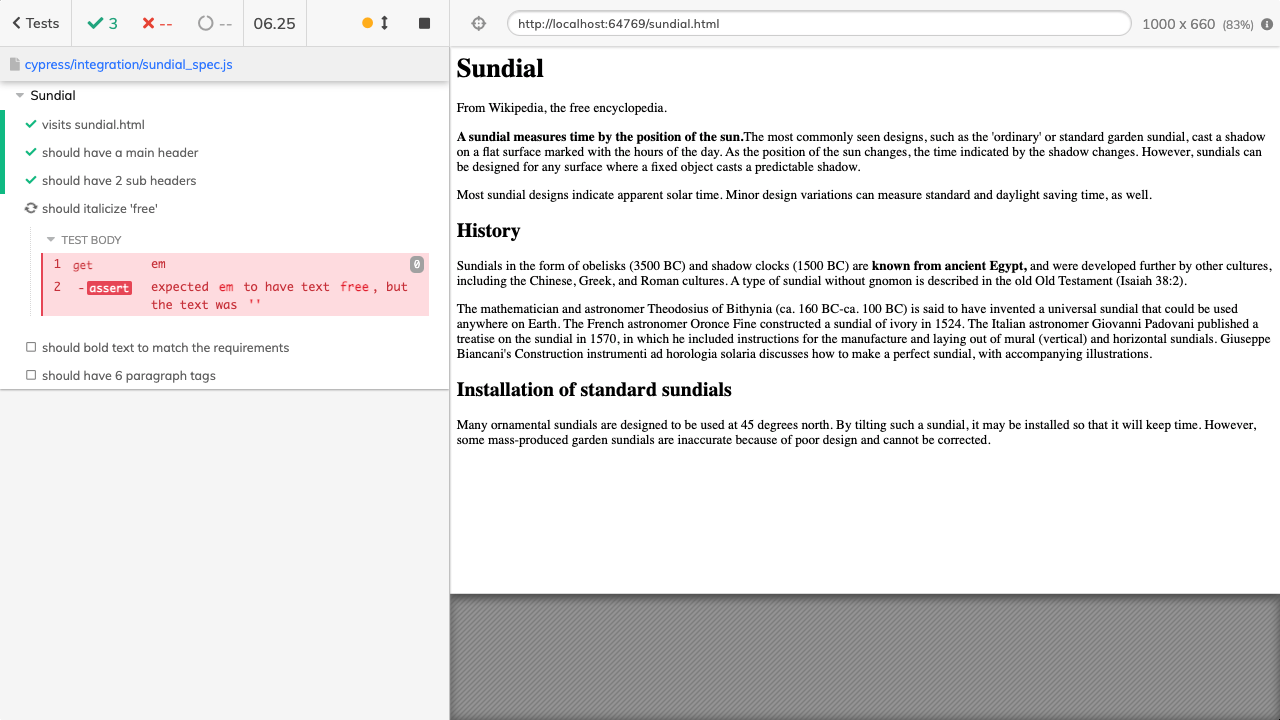 Tests 3 -- -- 06.25
cypress/integration/sundial_spec.js
Sundial
visits sundial.html
should have a main header
should have 2 sub headers
should italicize 'free'
TEST BODY
1 get em 0
2 -assert expected em to have text free, but
the text was ''
should bold text to match the requirements
should have 6 paragraph tags
http://localhost:64769/sundial.html 1000 x 660 (83%)
Sundial
From Wikipedia, the free encyclopedia.
A sundial measures time by the position of the sun.The most commonly seen designs, such as the 'ordinary' or standard garden sundial, cast a shadow
on a flat surface marked with the hours of the day. As the position of the sun changes, the time indicated by the shadow changes. However, sundials can
be designed for any surface where a fixed object casts a predictable shadow.
Most sundial designs indicate apparent solar time. Minor design variations can measure standard and daylight saving time, as well.
History
Sundials in the form of obelisks (3500 BC) and shadow clocks (1500 BC) are known from ancient Egypt, and were developed further by other cultures,
including the Chinese, Greek, and Roman cultures. A type of sundial without gnomon is described in the old Old Testament (Isaiah 38:2).
The mathematician and astronomer Theodosius of Bithynia (ca. 160 BC-ca. 100 BC) is said to have invented a universal sundial that could be used
anywhere on Earth. The French astronomer Oronce Fine constructed a sundial of ivory in 1524. The Italian astronomer Giovanni Padovani published a
treatise on the sundial in 1570, in which he included instructions for the manufacture and laying out of mural (vertical) and horizontal sundials. Giuseppe
Biancani's Construction instrumenti ad horologia solaria discusses how to make a perfect sundial, with accompanying illustrations.
Installation of standard sundials
Many ornamental sundials are designed to be used at 45 degrees north. By tilting such a sundial, it may be installed so that it will keep time. However,
some mass-produced garden sundials are inaccurate because of poor design and cannot be corrected.